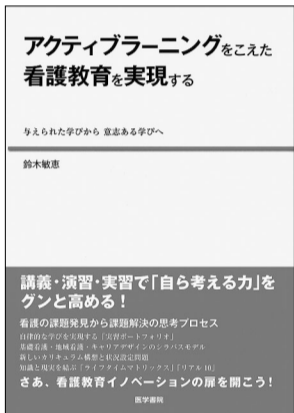 アクティブラーニングをこえた
看護教育を実現する
与えられた学びから 意志ある学びへ
鈴木敏恵
講義・演習・実習で「自ら考える力」を
グンと高める!
看護の課題発見から課題解決の思考プロセス
自律的な学びを実現する「実習ポートフォリオ」
基礎看護・地域看護・キャリアデザインのシラバスモデル
新しいカリキュラム構想と状況設定問題
知識と現実を結ぶ「ライフタイムマトリックス」「リアル10」
さあ、看護教育イノベーションの扉を開こう!
医学書院